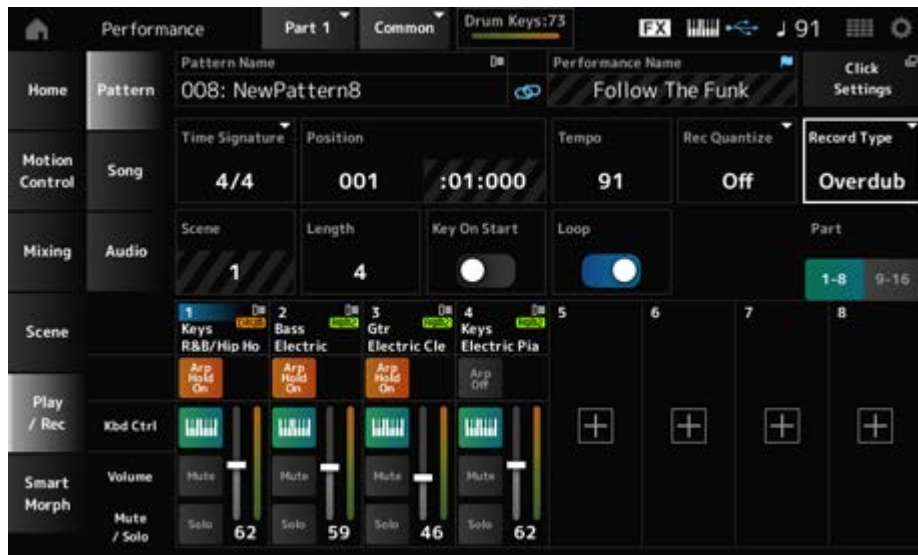 Performance
Part 1
Common
Drum Keys:73
FX
♩ 91
Home
Pattern
Pattern Name
008: NewPattern8
Performance Name
Follow The Funk
Click
Settings
Motion
Control
Song
Time Signature
4/4
Position
001
:01:000
Tempo
91
Rec Quantize
Off
Record Type
Overdub
Mixing
Audio
Scene
1
Length
4
Key On Start
Loop
Part
1-8
9-16
Scene
1
Keys
R&B/Hip Ho
2
Bass
Electric
3
Gtr
Electric Cle
4
Keys
Electric Pia
5
6
7
8
Arp
Hold
On
Arp
Hold
On
Arp
Hold
On
Arp
Off
Play
/ Rec
Kbd Ctrl
Smart
Morph
Volume
Mute
Mute
Mute
Mute
Mute
/ Solo
Solo
62
Solo
59
Solo
46
Solo
62